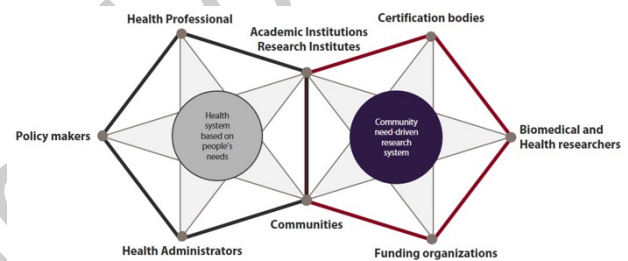 Health Professional
Academic Institutions
Research Institutes
Certification bodies
Health
system
based on
people's
needs
Community
need-driven
research
system
Policy makers
Biomedical and
Health researchers
Communities
Health Administrators
Funding organizations